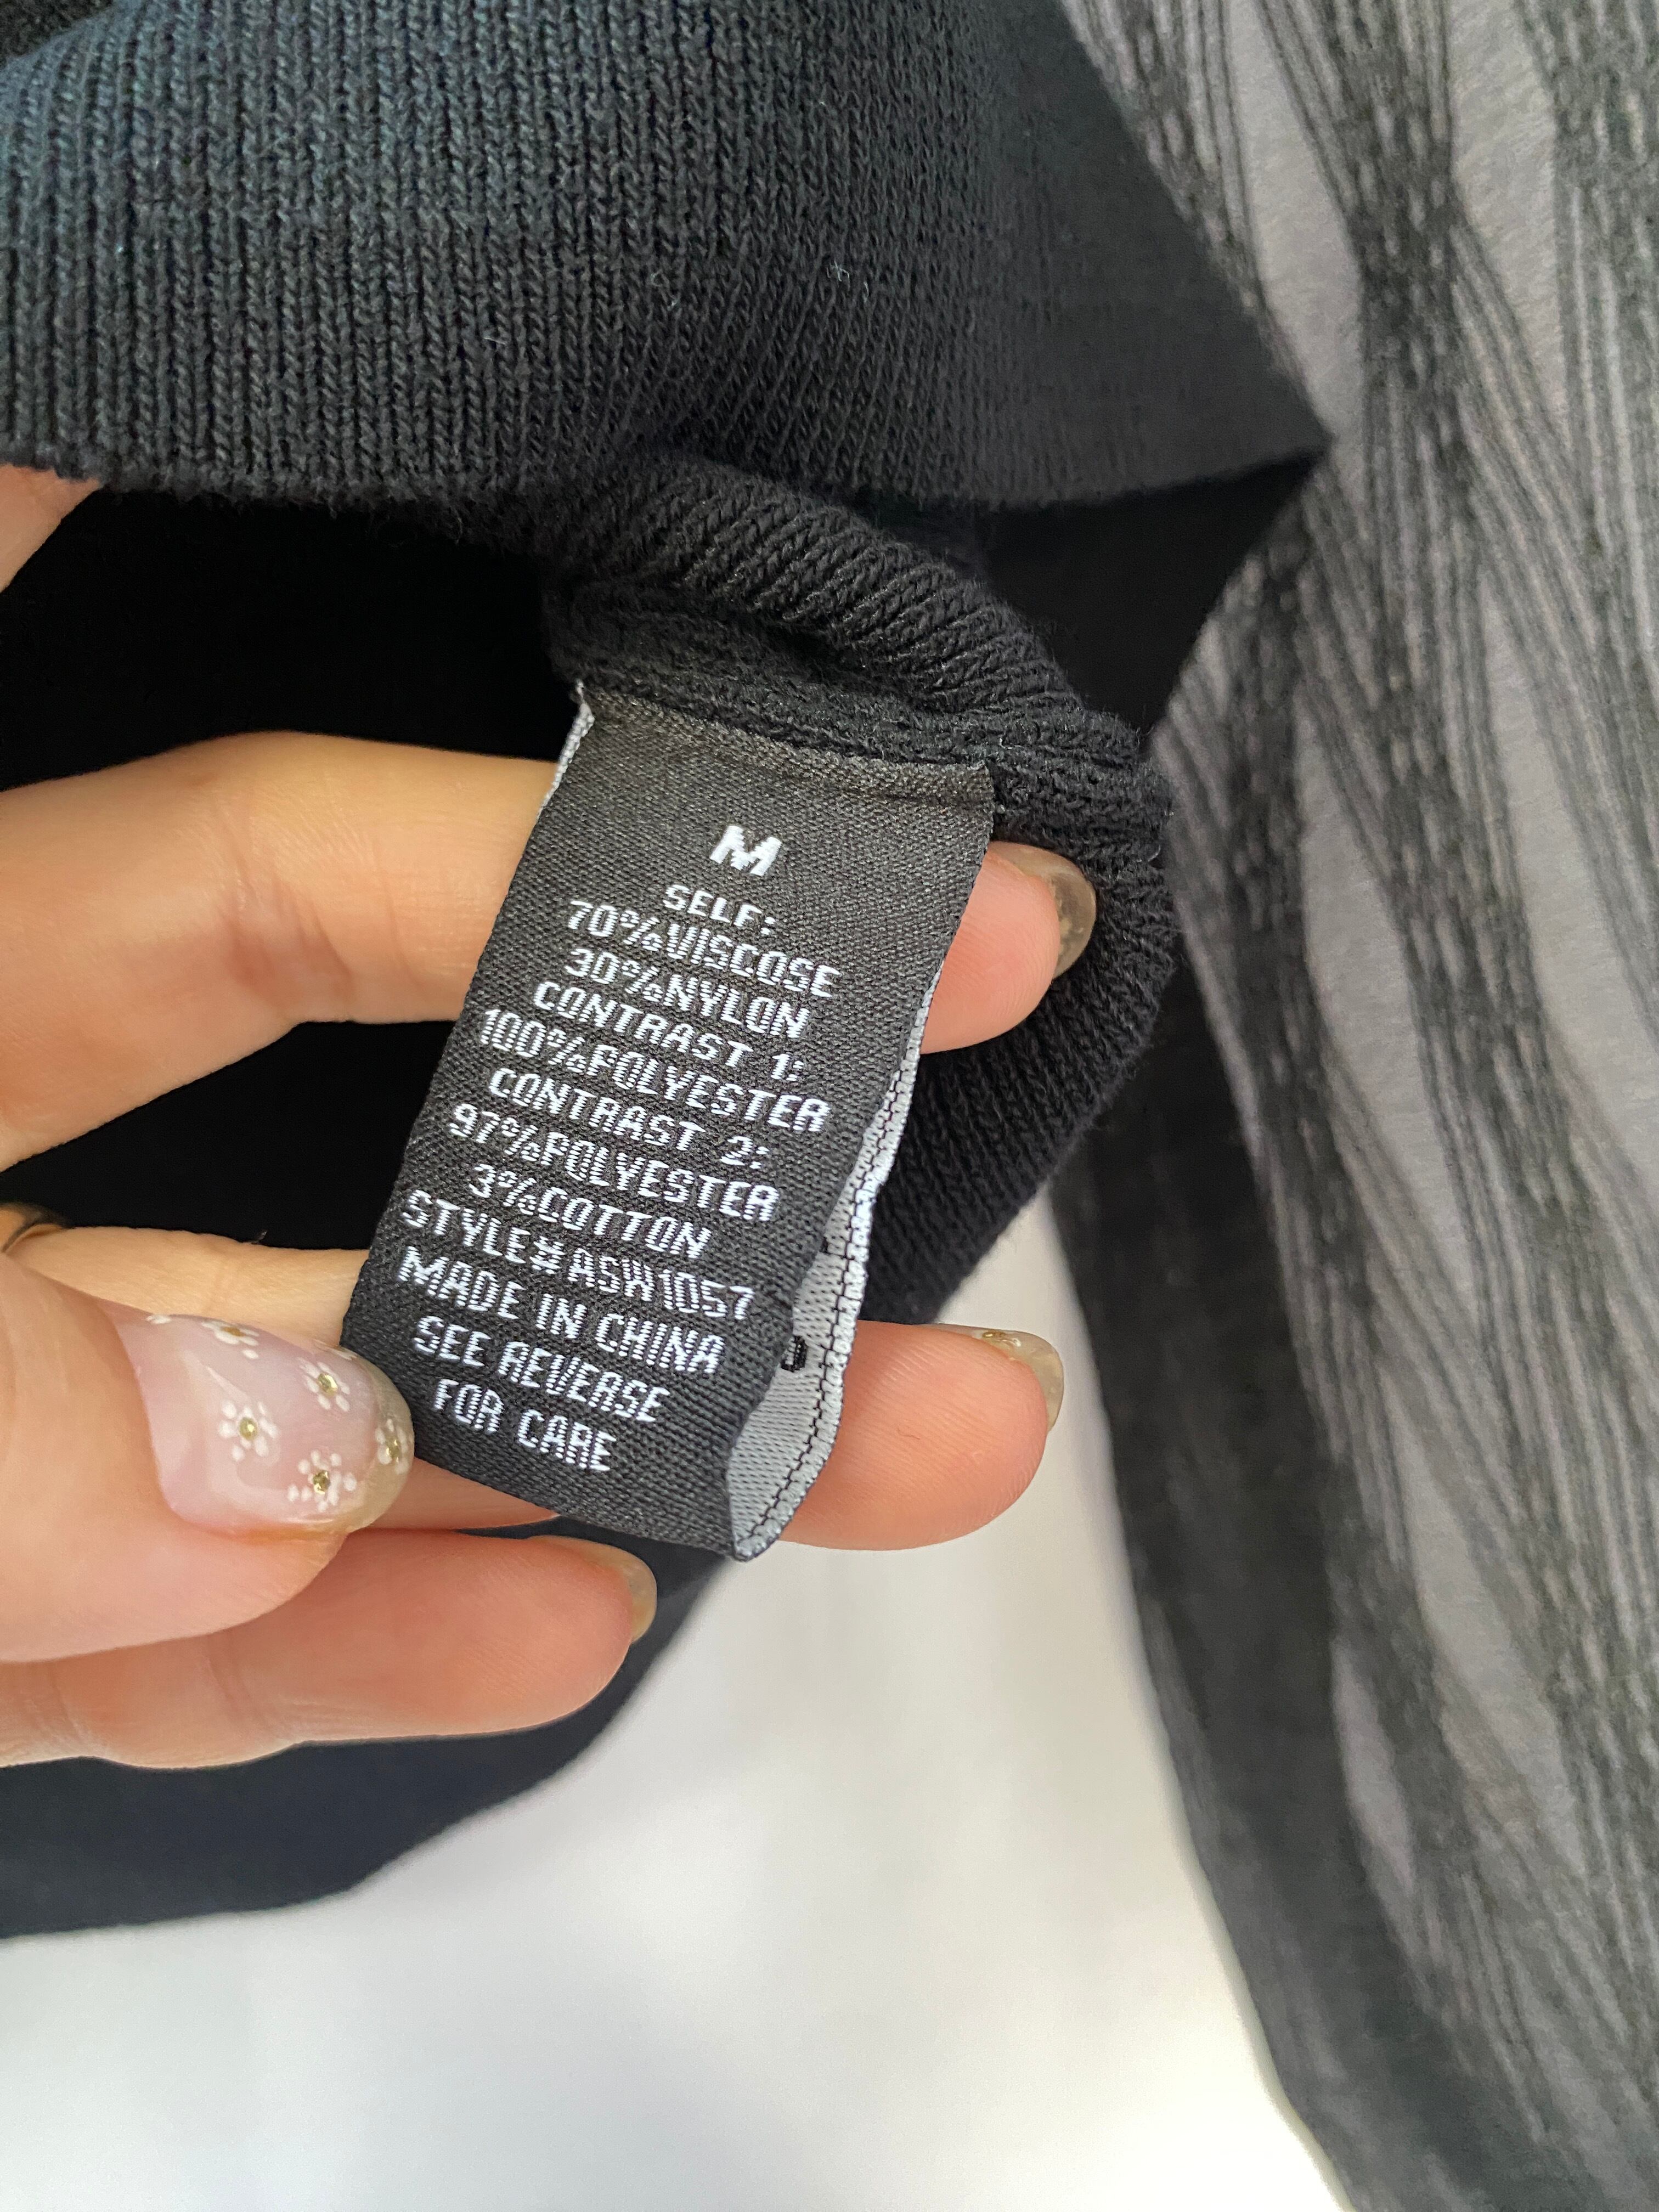 M
SELF:
70%VISCOSE
30%NYLON
CONTRAST 1:
100%POLYESTER
CONTRAST 2:
97%POLYESTER
3%COTTON
STYLE#ASW1057
MADE IN CHINA
SEE REVERSE
FOR CARE